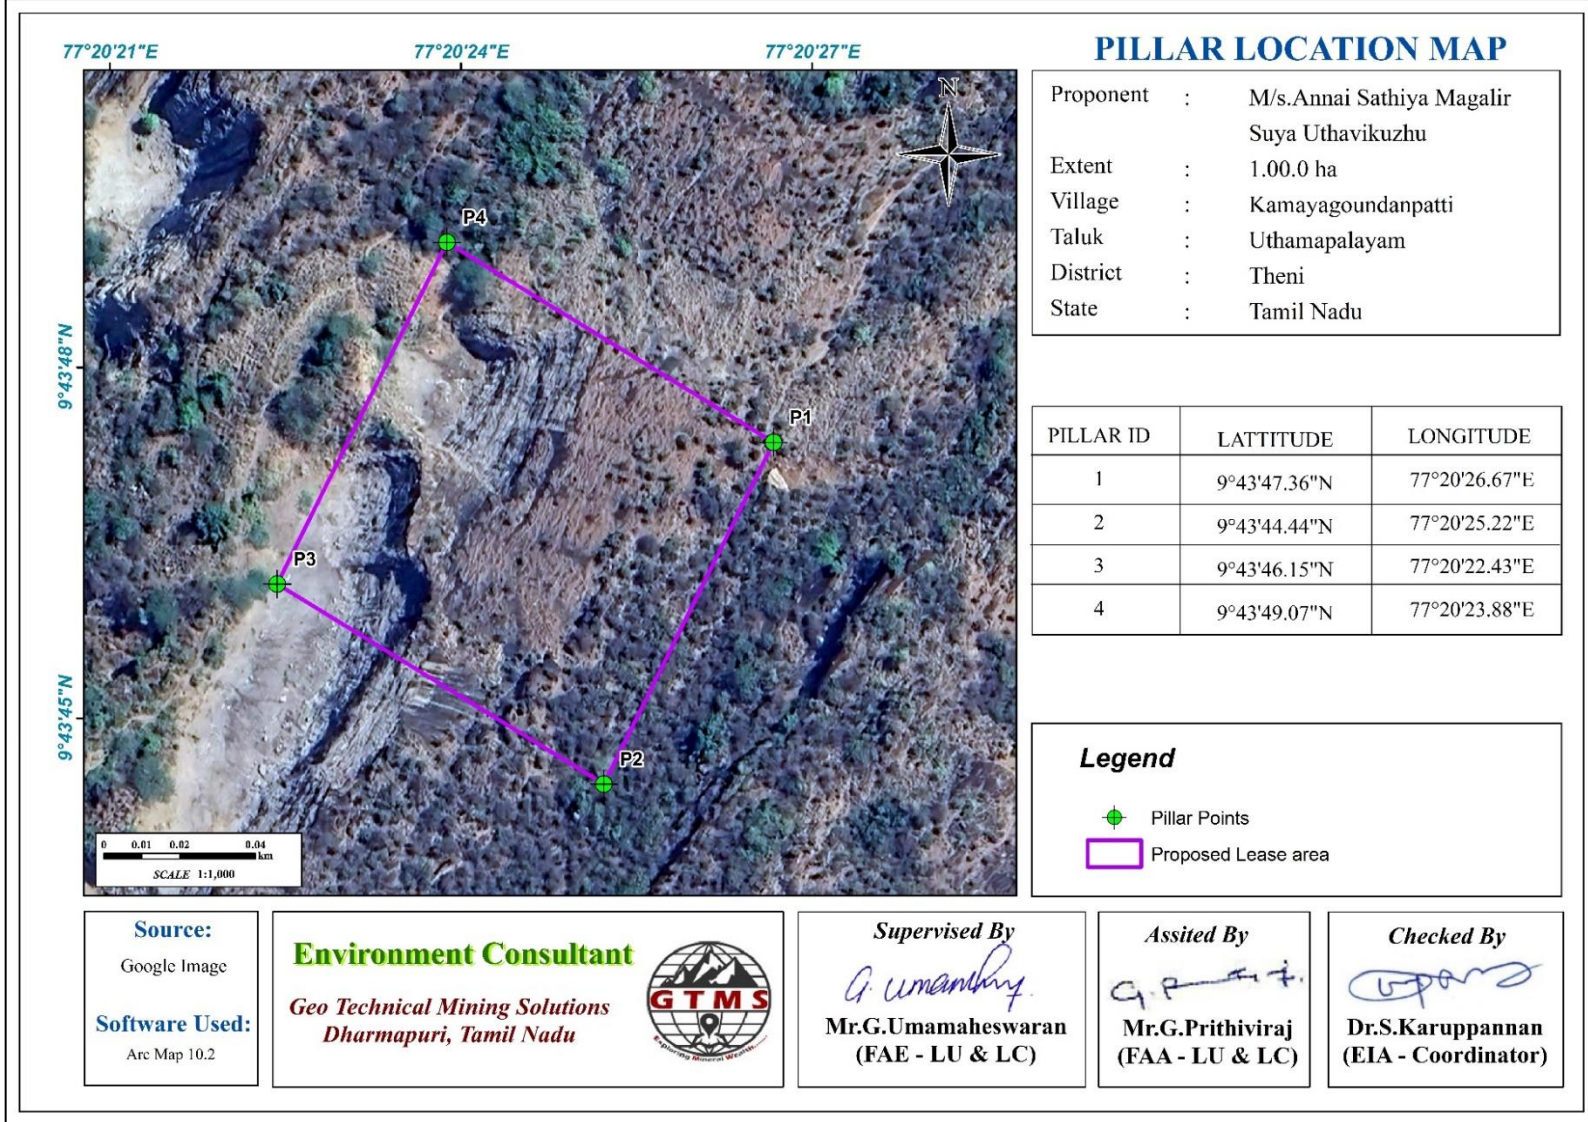 PILLAR LOCATION MAP
77°20'21"E
77°20'24"E
77°20'27"E
9°43'48"N
9°43'45"N
N
P4
P1
P3
P2
0 0.01 0.02 0.04
km
SCALE 1:1,000
Proponent : M/s.Annai Sathiya Magalir
Suya Uthavikuzhu
Extent : 1.00.0 ha
Village : Kamayagoundanpatti
Taluk : Uthamapalayam
District : Theni
State : Tamil Nadu
PILLAR ID LATTITUDE LONGITUDE
1 9°43'47.36"N 77°20'26.67"E
2 9°43'44.44"N 77°20'25.22"E
3 9°43'46.15"N 77°20'22.43"E
4 9°43'49.07"N 77°20'23.88"E
Legend
Pillar Points
Proposed Lease area
Source:
Google Image
Software Used:
Arc Map 10.2
Environment Consultant
Geo Technical Mining Solutions
Dharmapuri, Tamil Nadu
GTMS
Exploring Mineral Wealth......
Supervised By
Mr.G.Umamaheswaran
(FAE - LU & LC)
Assited By
Mr.G.Prithiviraj
(FAA - LU & LC)
Checked By
Dr.S.Karuppannan
(EIA - Coordinator)